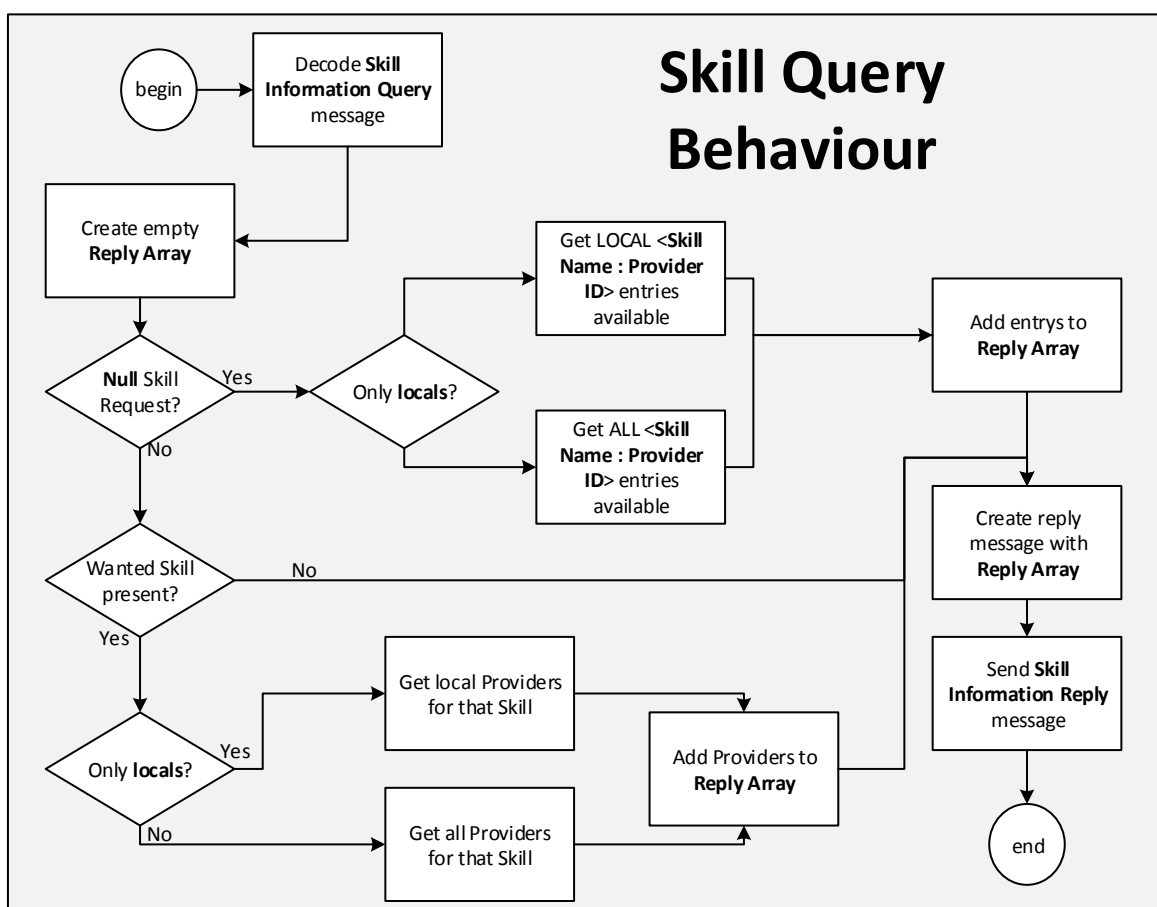 Skill Query
Behaviour
begin
Decode Skill
Information Query
message
Create empty
Reply Array
Get LOCAL <Skill
Name : Provider
ID> entries
available
Add entrys to
Reply Array
Null Skill
Request?
Yes
Only locals?
No
Get ALL <Skill
Name : Provider
ID> entries
available
Create reply
message with
Reply Array
Wanted Skill
present?
No
Yes
Get local Providers
for that Skill
Send Skill
Information Reply
message
Only locals?
Yes
No
Add Providers to
Reply Array
Get all Providers
for that Skill
end